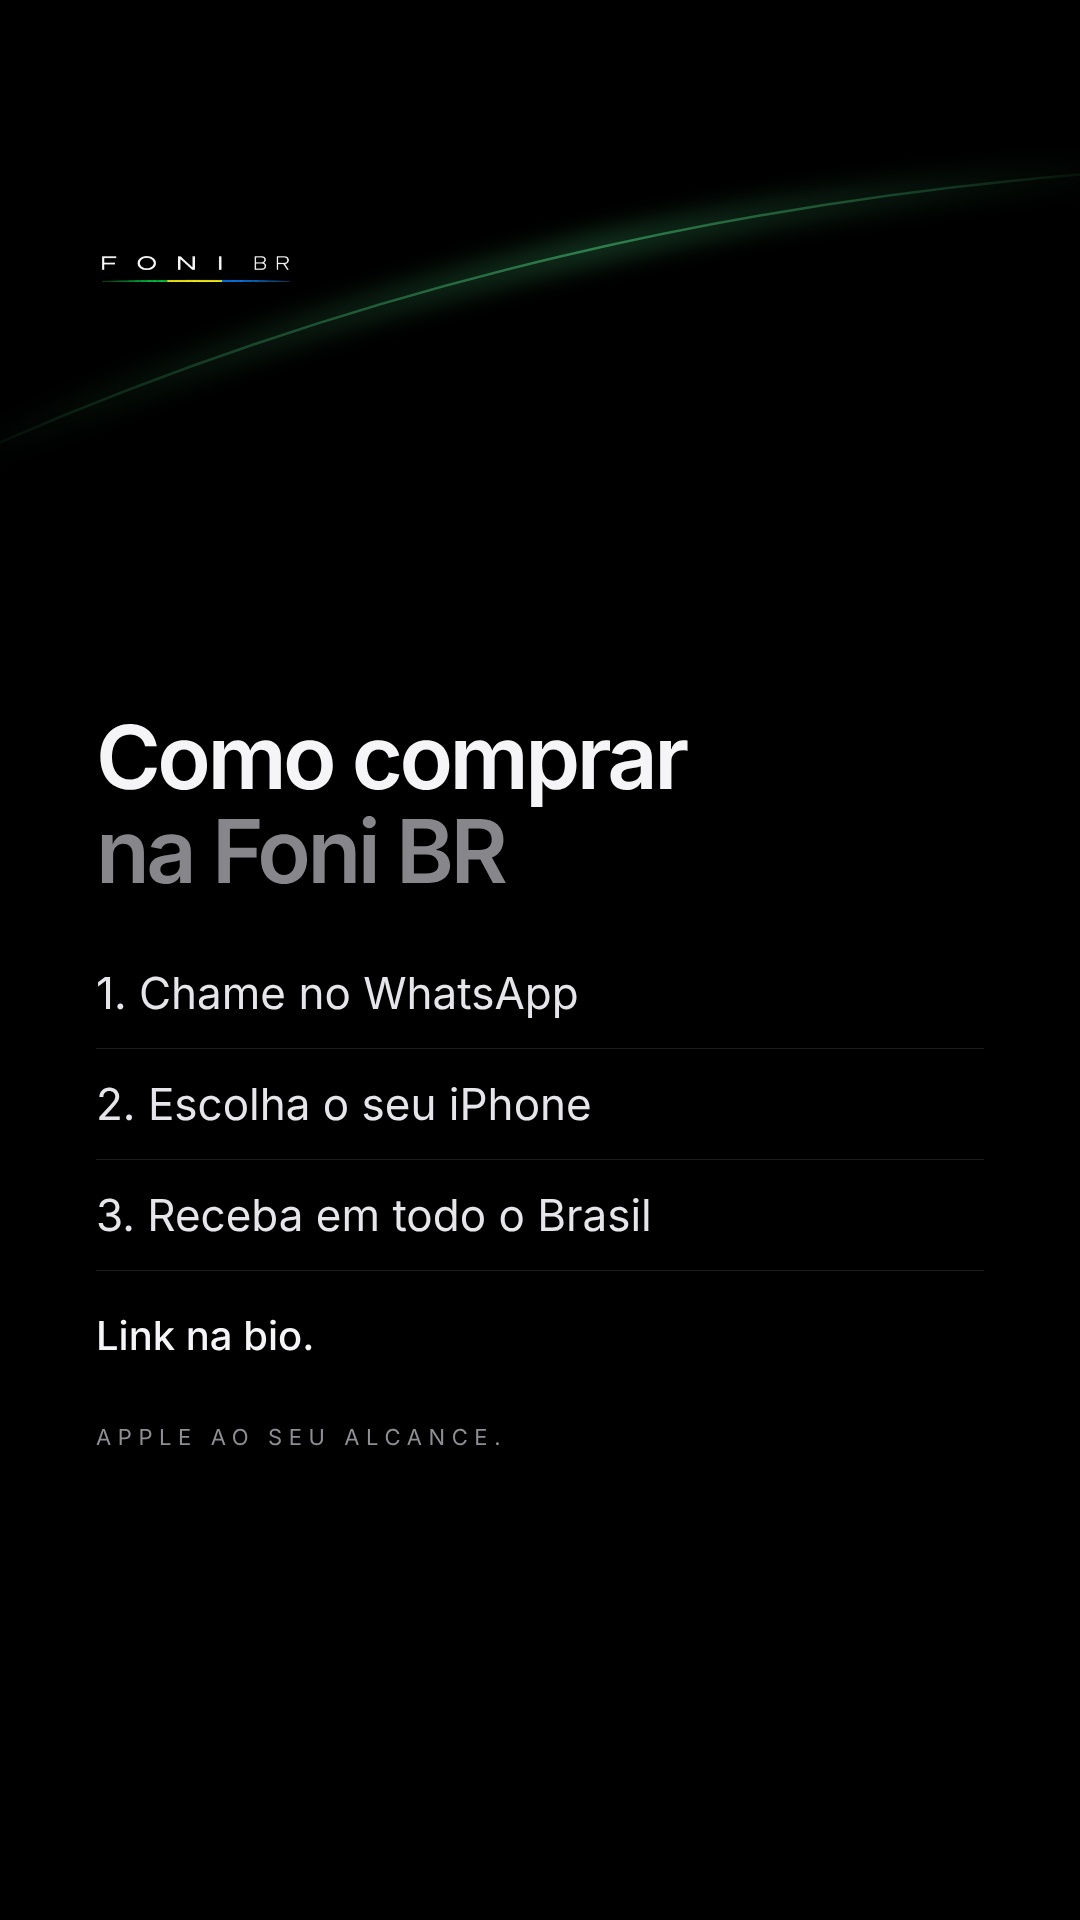 FONI BR
Como comprar
na Foni BR
1. Chame no WhatsApp
2. Escolha o seu iPhone
3. Receba em todo o Brasil
Link na bio.
APPLE AO SEU ALCANCE.